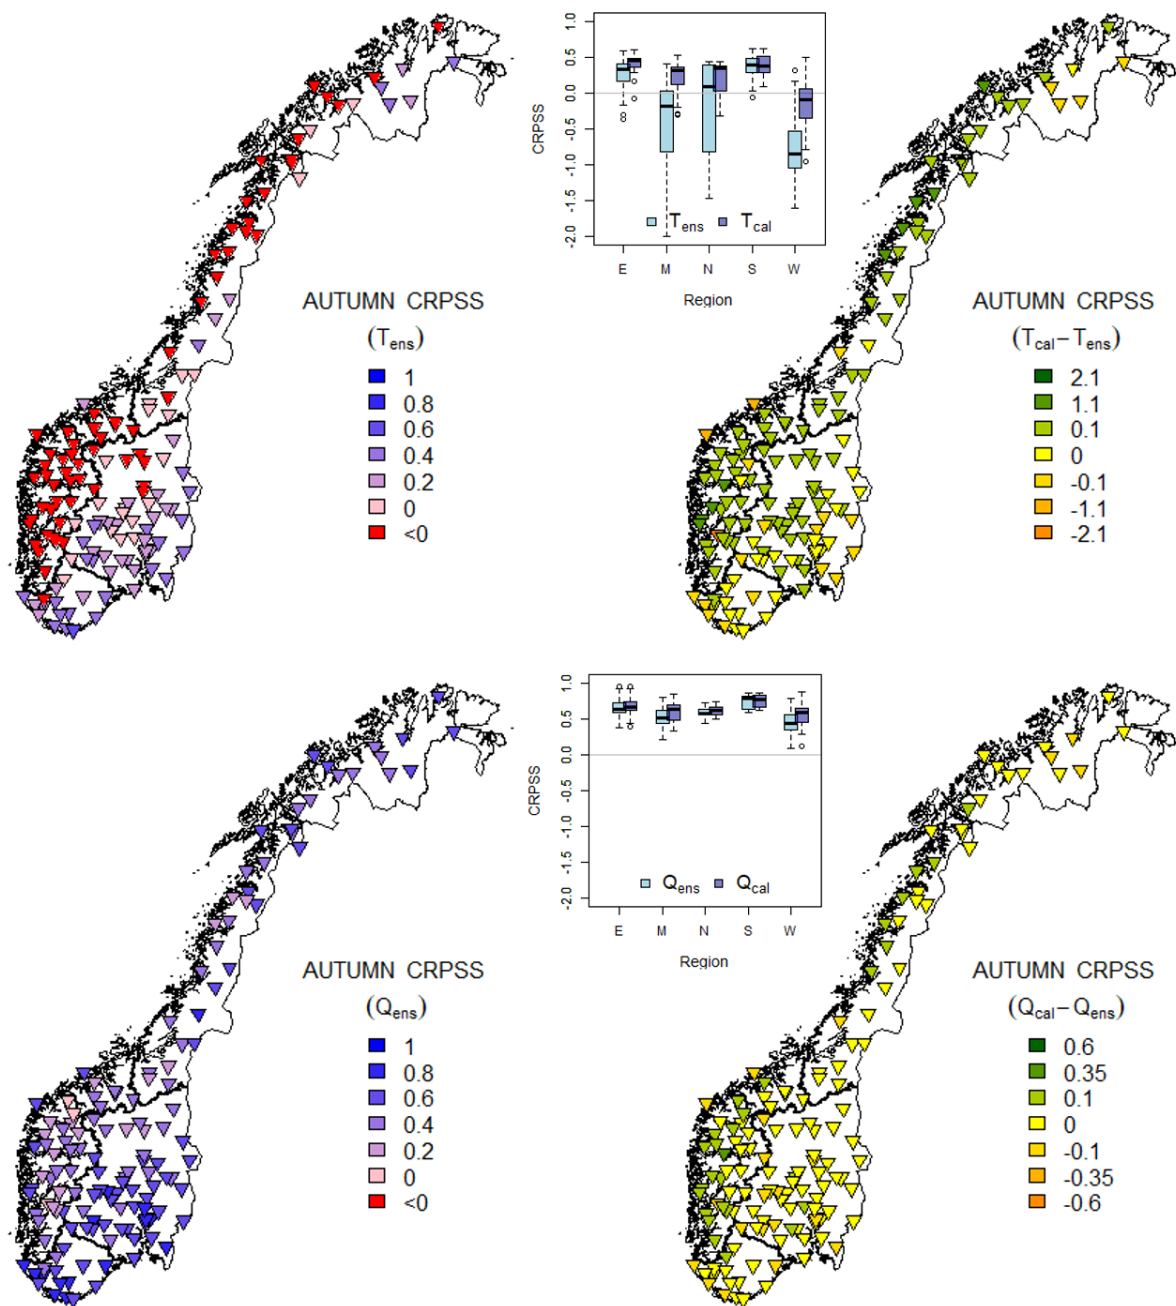 1.0
0.5
0.0
-0.5
-1.0
-1.5
-2.0
CRPSS
T_ens T_cal
E M N S W
Region
AUTUMN CRPSS
(T_ens)
1
0.8
0.6
0.4
0.2
0
<0
AUTUMN CRPSS
(T_cal–T_ens)
2.1
1.1
0.1
0
-0.1
-1.1
-2.1
1.0
0.5
0.0
-0.5
-1.0
-1.5
-2.0
CRPSS
Q_ens Q_cal
E M N S W
Region
AUTUMN CRPSS
(Q_ens)
1
0.8
0.6
0.4
0.2
0
<0
AUTUMN CRPSS
(Q_cal–Q_ens)
0.6
0.35
0.1
0
-0.1
-0.35
-0.6